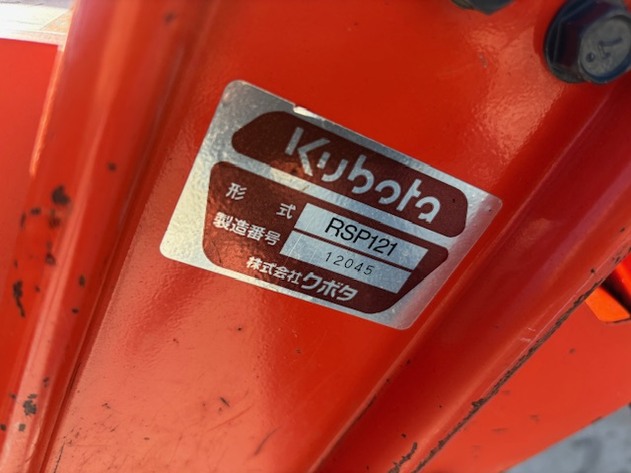 Kubota
形 式 RSP121
製造番号 12045
株式会社クボタ